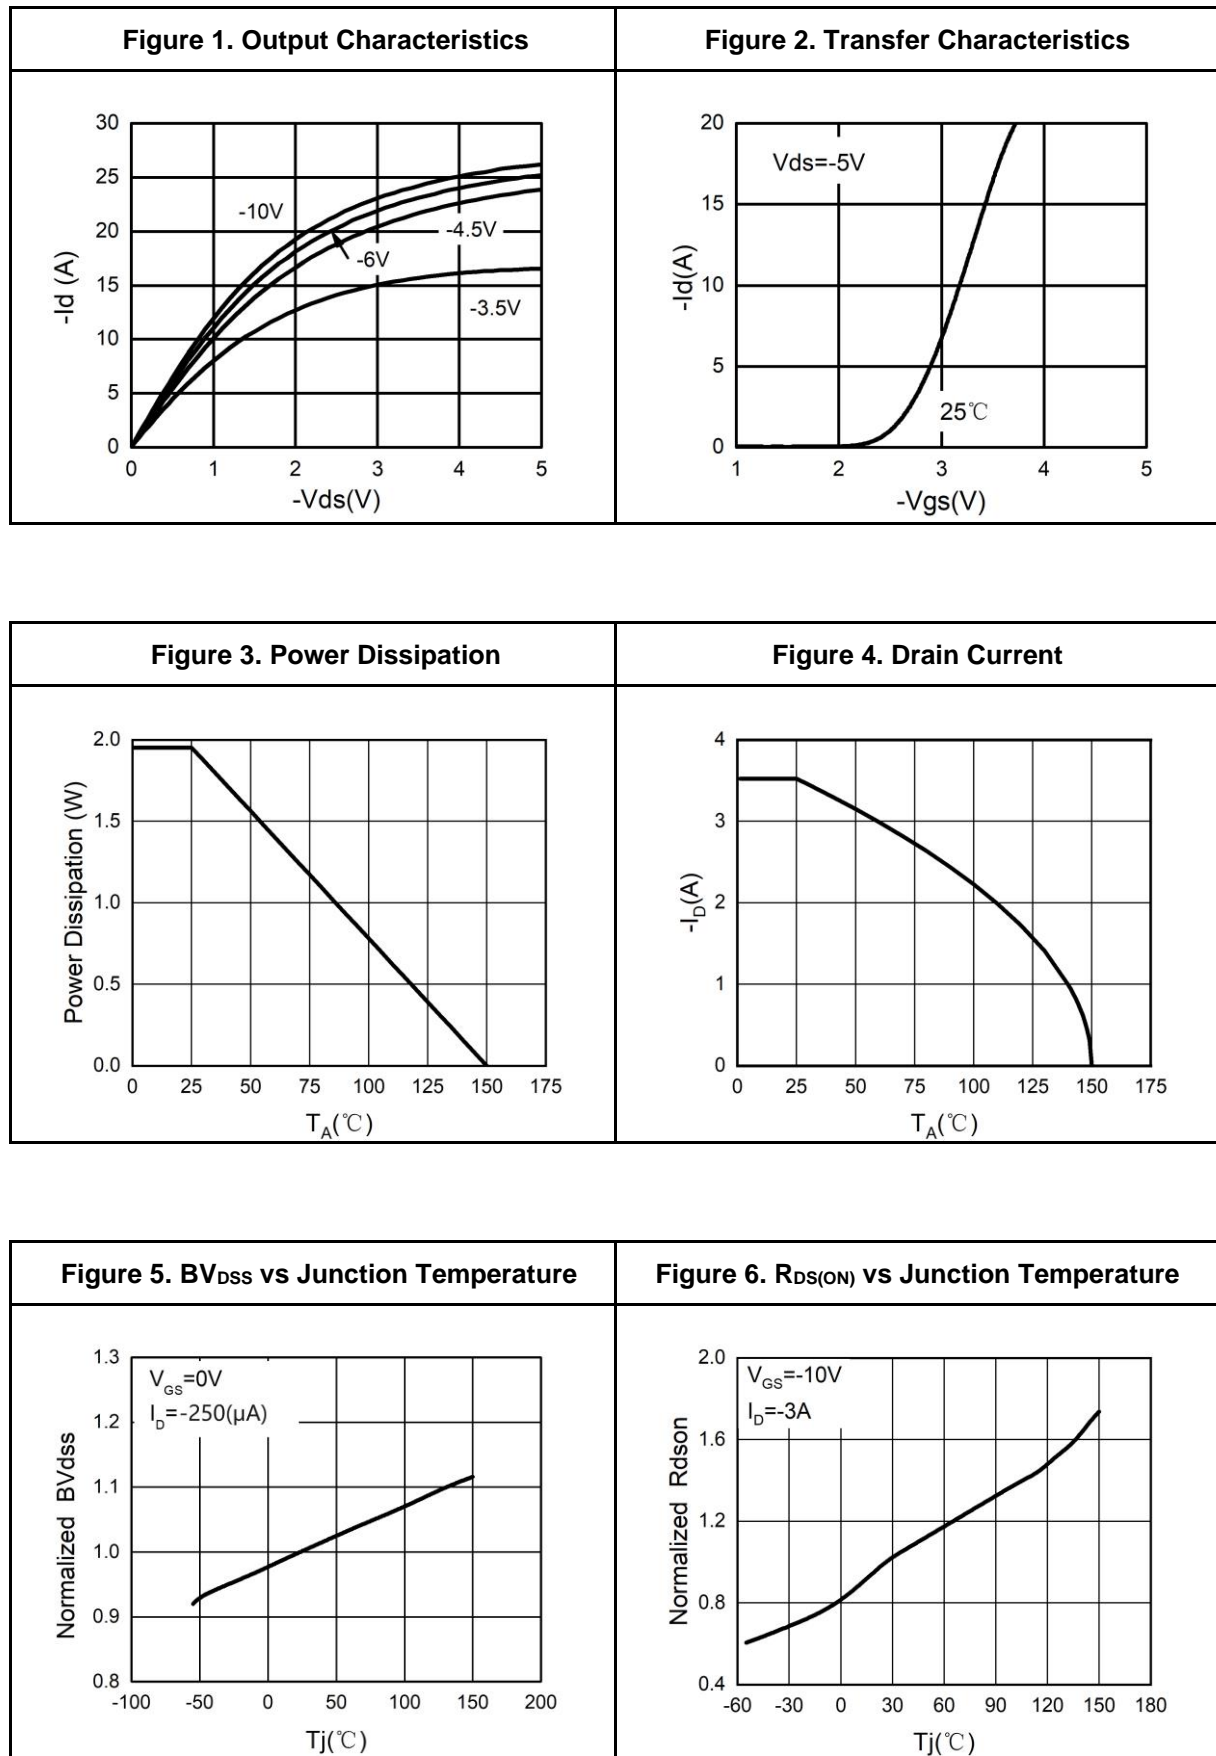 Figure 1. Output Characteristics
Figure 2. Transfer Characteristics
30
25
20
15
10
5
0
-Id (A)
-10V
-4.5V
-6V
-3.5V
0 1 2 3 4 5
-Vds(V)
20
15
10
5
0
-Id(A)
Vds=-5V
25℃
1 2 3 4 5
-Vgs(V)
Figure 3. Power Dissipation
Figure 4. Drain Current
2.0
1.5
1.0
0.5
0.0
Power Dissipation (W)
0 25 50 75 100 125 150 175
TA(℃)
4
3
2
1
0
-ID(A)
0 25 50 75 100 125 150 175
TA(℃)
Figure 5. BVDSS vs Junction Temperature
Figure 6. RDS(ON) vs Junction Temperature
1.3
1.2
1.1
1.0
0.9
0.8
Normalized BVdss
VGS=0V
ID=-250(µA)
-100 -50 0 50 100 150 200
Tj(℃)
2.0
1.6
1.2
0.8
0.4
Normalized Rdson
VGS=-10V
ID=-3A
-60 -30 0 30 60 90 120 150 180
Tj(℃)